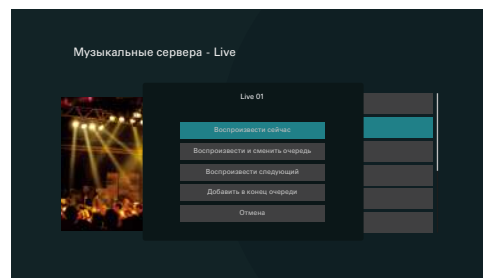 Музыкальные сервера - Live
Live 01
Воспроизвести сейчас
Воспроизвести и сменить очередь
Воспроизвести следующий
Добавить в конец очереди
Отмена